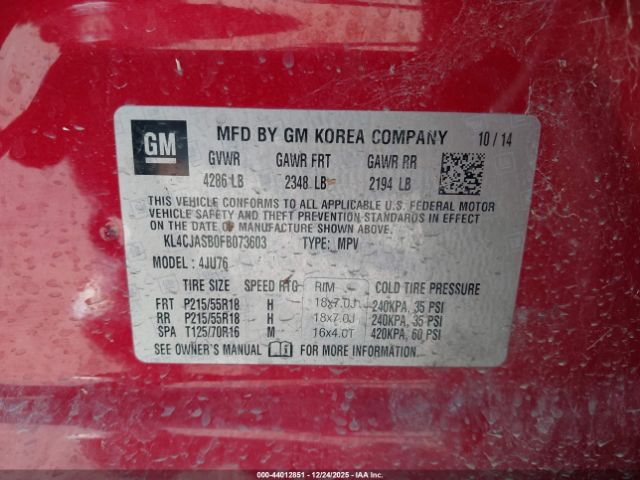 GM
MFD BY GM KOREA COMPANY 10/14
GVWR GAWR FRT GAWR RR
4286 LB 2348 LB 2194 LB
THIS VEHICLE CONFORMS TO ALL APPLICABLE U.S. FEDERAL MOTOR
VEHICLE SAFETY AND THEFT PREVENTION STANDARDS IN EFFECT
ON THE DATE OF MANUFACTURE SHOWN ABOVE.
KL4CJASB0FB073603 TYPE: MPV
MODEL: 4JU76
TIRE SIZE SPEED RTG RIM COLD TIRE PRESSURE
FRT P215/55R18 H 18x7.0J 240KPA, 35 PSI
RR P215/55R18 H 18x7.0J 240KPA, 35 PSI
SPA T125/70R16 M 16x4.0T 420KPA, 60 PSI
SEE OWNER'S MANUAL FOR MORE INFORMATION.
000-44012851 - 12/24/2025 - IAAI.com